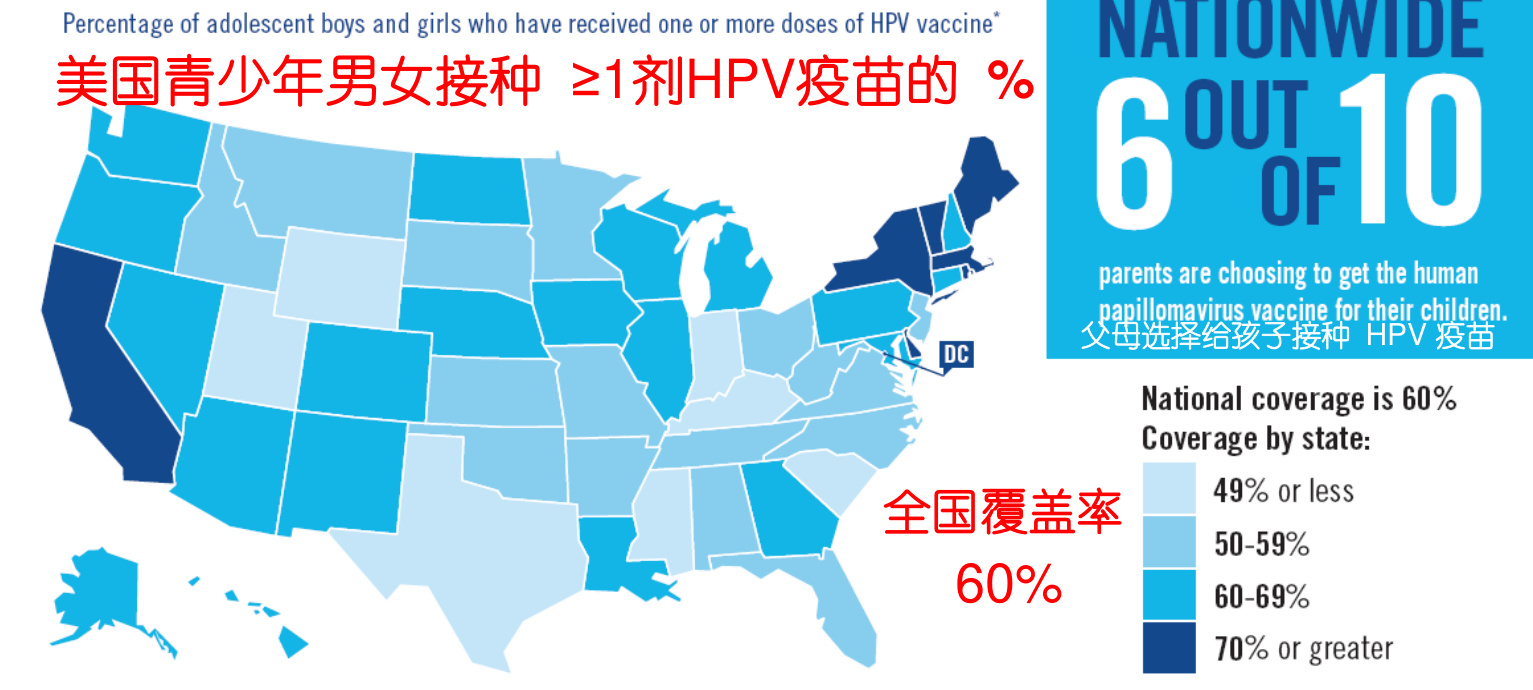 Percentage of adolescent boys and girls who have received one or more doses of HPV vaccine*
美国青少年男女接种 ≥1剂HPV疫苗的 %
NATIONWIDE
6 OUT OF 10
parents are choosing to get the human
papillomavirus vaccine for their children.
父母选择给孩子接种 HPV 疫苗
DC
National coverage is 60%
Coverage by state:
49% or less
50-59%
60-69%
70% or greater
全国覆盖率
60%